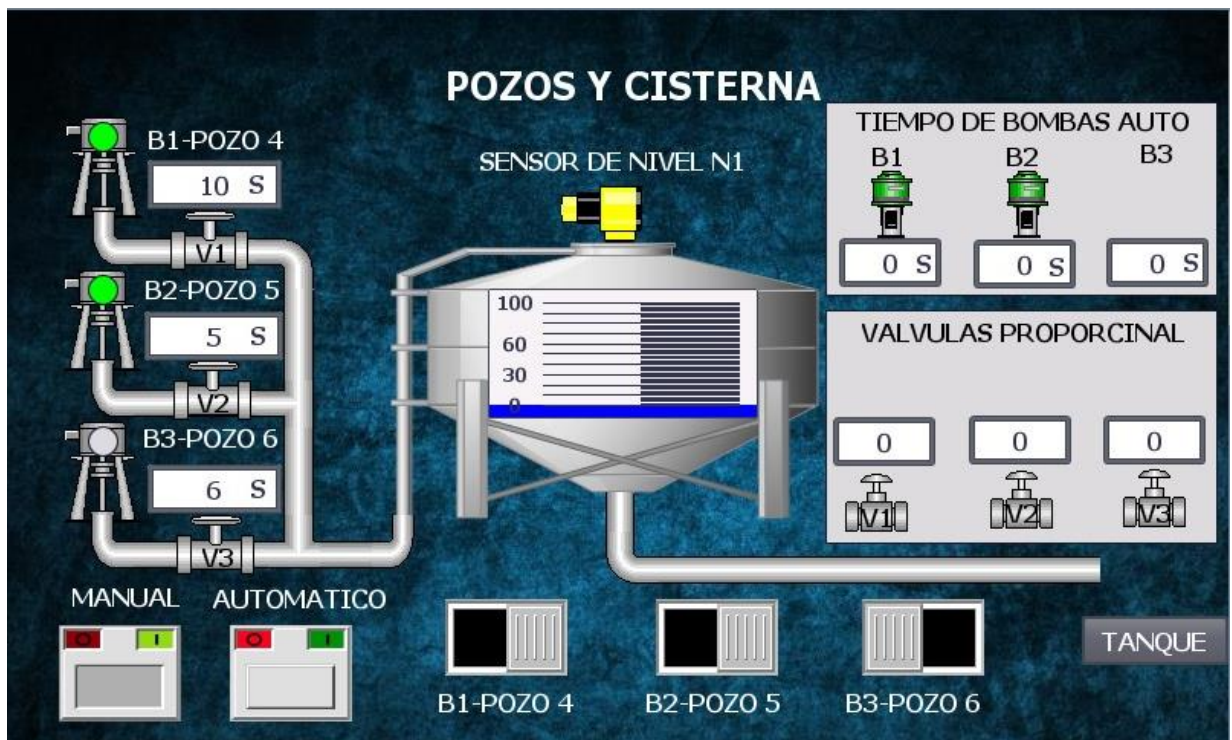 POZOS Y CISTERNA
B1-POZO 4
10 S
V1
B2-POZO 5
5 S
V2
B3-POZO 6
6 S
V3
SENSOR DE NIVEL N1
100
60
30
0
TIEMPO DE BOMBAS AUTO
B1 B2 B3
0 S 0 S 0 S
VALVULAS PROPORCINAL
0 0 0
V1 V2 V3
MANUAL AUTOMATICO
O I O I
B1-POZO 4 B2-POZO 5 B3-POZO 6
TANQUE